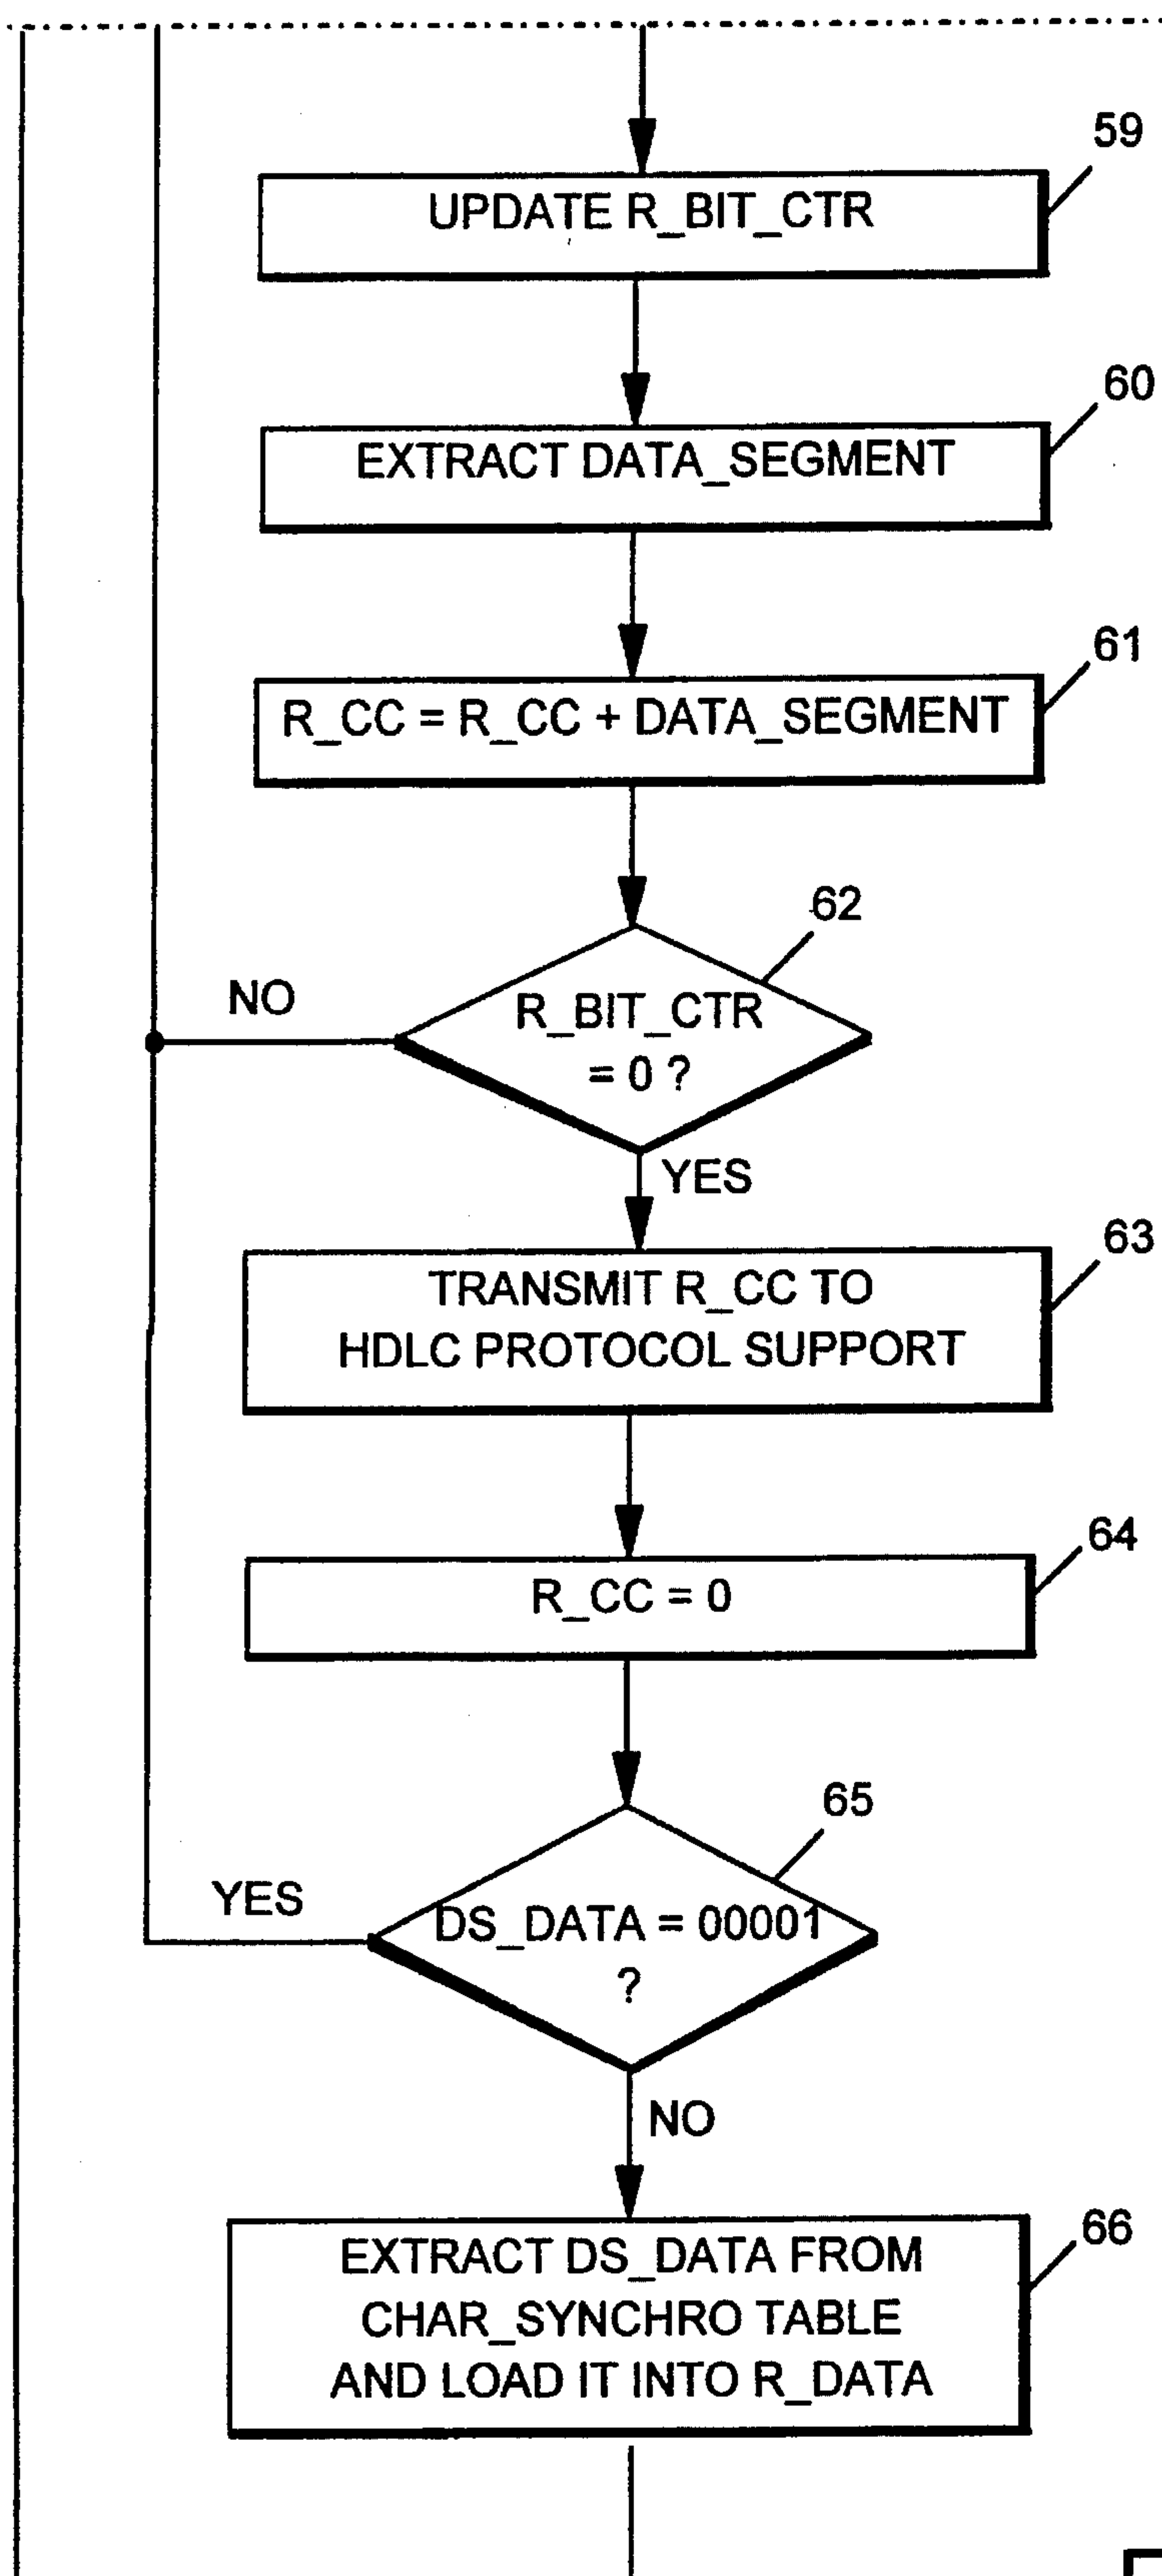 59
UPDATE R_BIT_CTR
60
EXTRACT DATA_SEGMENT
61
R_CC = R_CC + DATA_SEGMENT
62
NO
R_BIT_CTR
= 0 ?
YES
63
TRANSMIT R_CC TO
HDLC PROTOCOL SUPPORT
64
R_CC = 0
65
YES
DS_DATA = 00001
?
NO
66
EXTRACT DS_DATA FROM
CHAR_SYNCHRO TABLE
AND LOAD IT INTO R_DATA